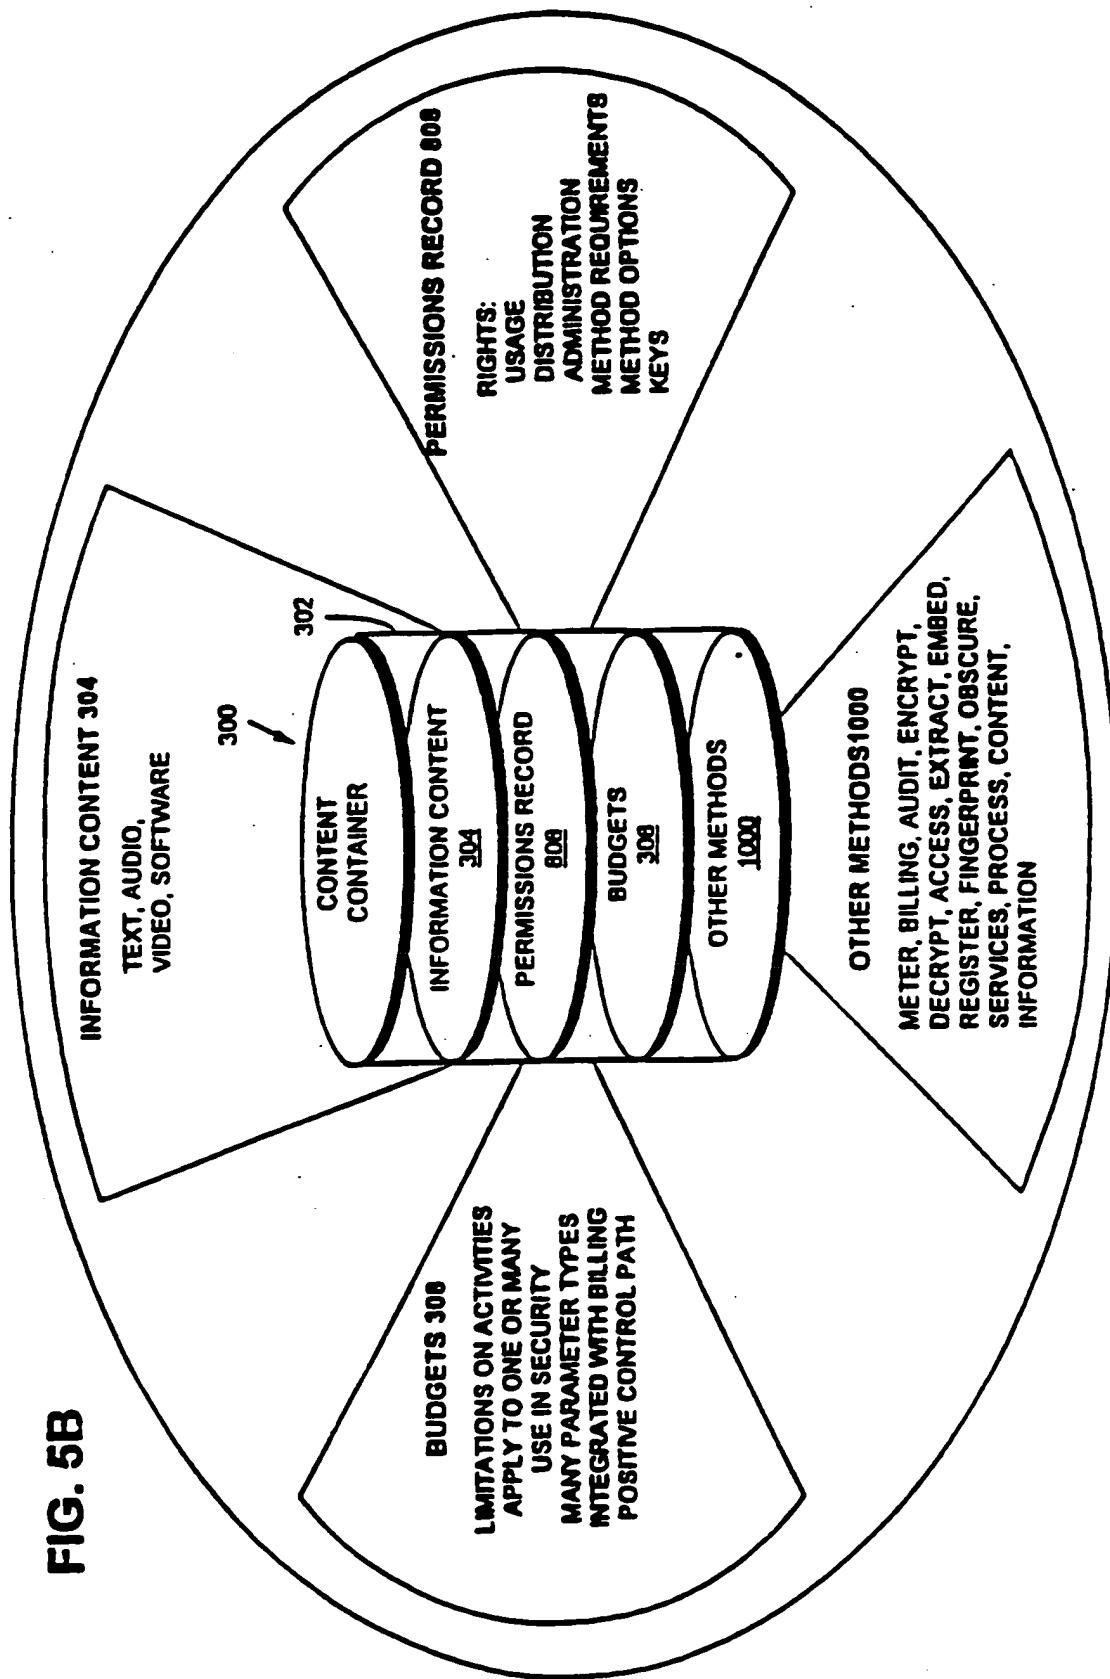 FIG. 5B
INFORMATION CONTENT 304
TEXT, AUDIO,
VIDEO, SOFTWARE
300
302
CONTENT
CONTAINER
INFORMATION CONTENT
304
PERMISSIONS RECORD
808
BUDGETS
308
OTHER METHODS
1000
BUDGETS 308
LIMITATIONS ON ACTIVITIES
APPLY TO ONE OR MANY
USE IN SECURITY
MANY PARAMETER TYPES
INTEGRATED WITH BILLING
POSITIVE CONTROL PATH
PERMISSIONS RECORD 808
RIGHTS:
USAGE
DISTRIBUTION
ADMINISTRATION
METHOD REQUIREMENTS
METHOD OPTIONS
KEYS
OTHER METHODS1000
METER, BILLING, AUDIT, ENCRYPT,
DECRYPT, ACCESS, EXTRACT, EMBED,
REGISTER, FINGERPRINT, OBSCURE,
SERVICES, PROCESS, CONTENT,
INFORMATION